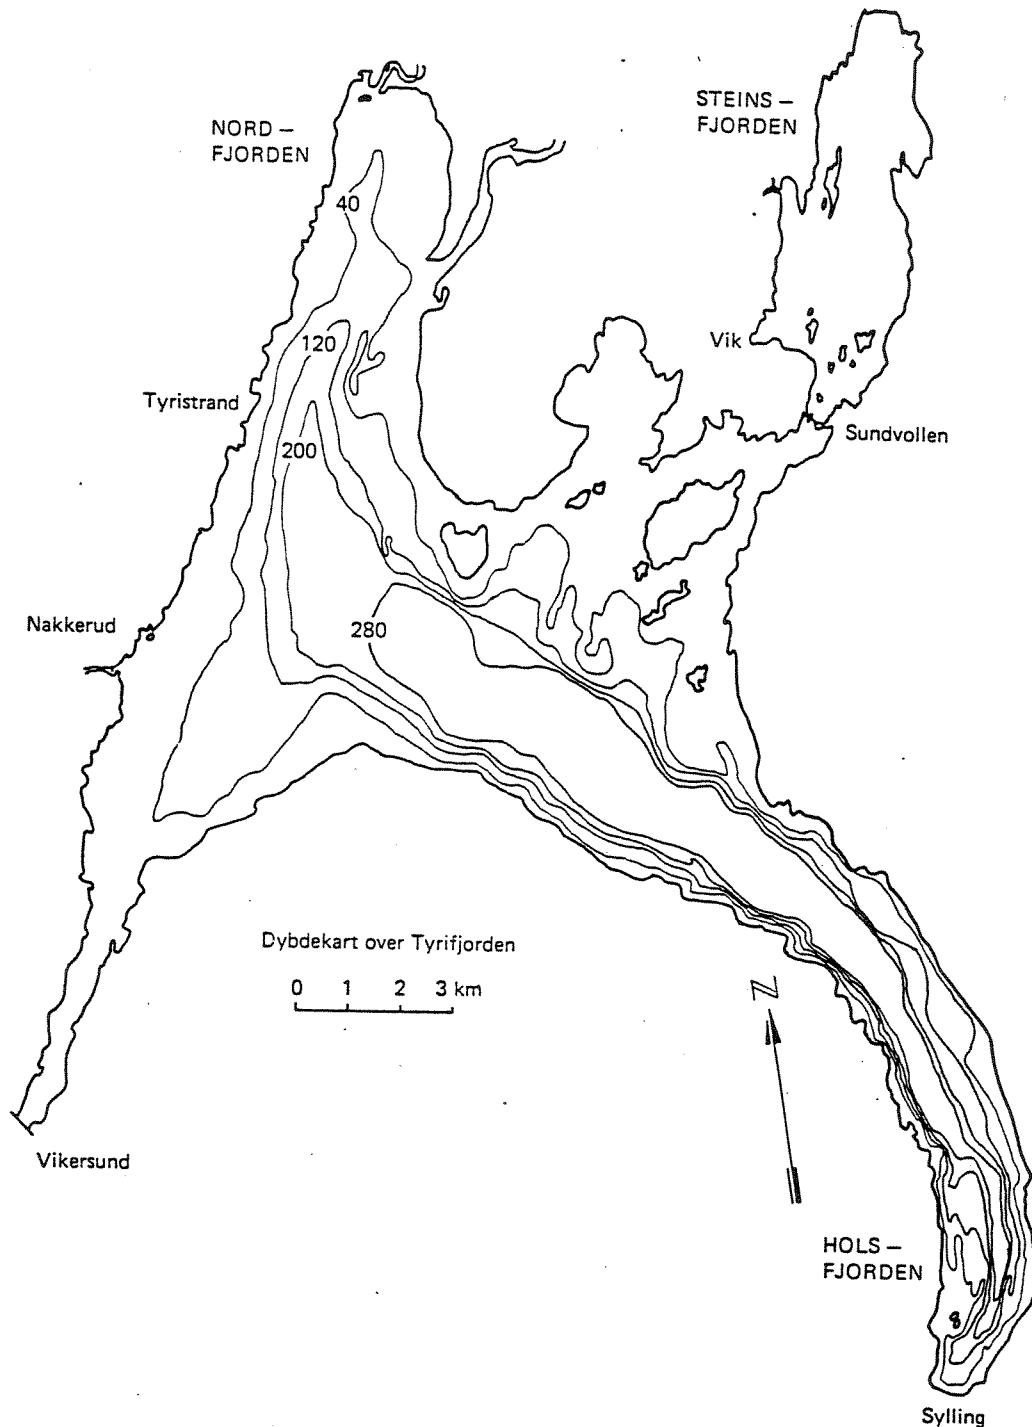 STEINS –
FJORDEN
NORD –
FJORDEN
40
120
Vik
Tyristrand
Sundvollen
200
Nakkerud
280
Dybdekart over Tyrifjorden
0 1 2 3 km
N
Vikersund
HOLS –
FJORDEN
Sylling